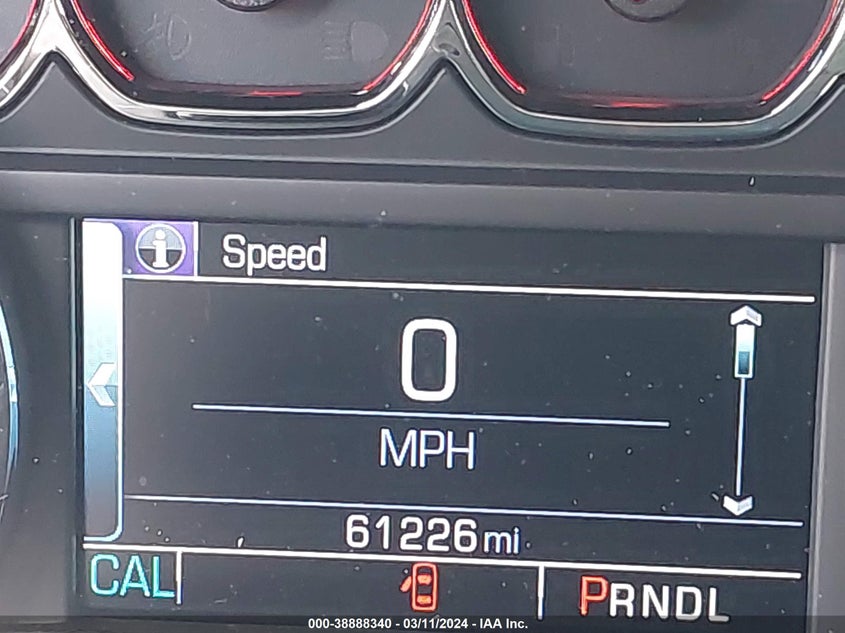 Speed
0
MPH
61226 mi
CAL
PRNDL
000-38888340 - 03/11/2024 - IAA Inc.